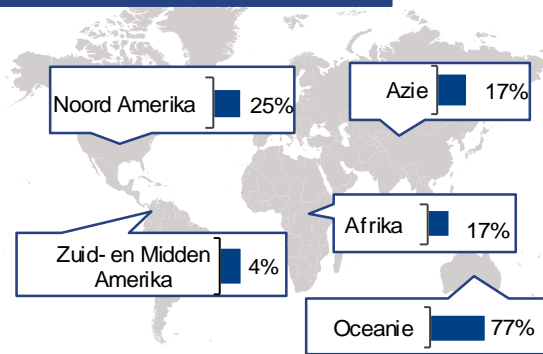 Noord Amerika 25%
Azie 17%
Afrika 17%
Zuid- en Midden
Amerika 4%
Oceanie 77%